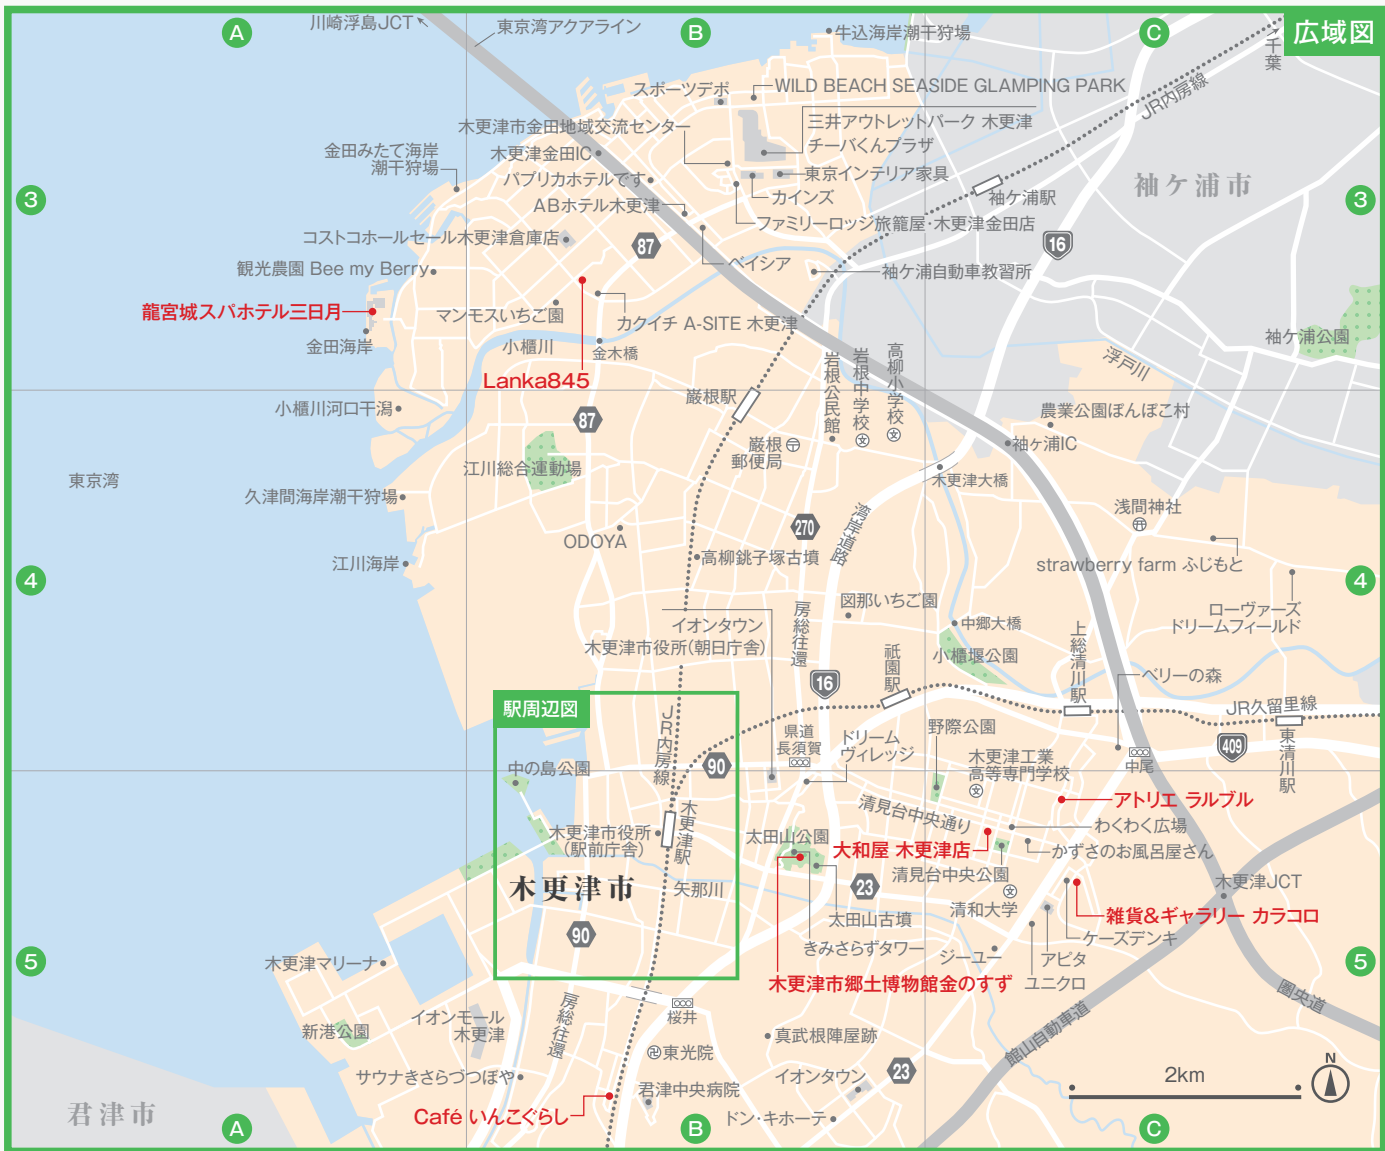 広域図
A
B
C
川崎浮島JCT
東京湾アクアライン
牛込海岸潮干狩場
千葉
JR内房線
スポーツデポ
WILD BEACH SEASIDE GLAMPING PARK
三井アウトレットパーク 木更津
木更津市金田地域交流センター
チーバくんプラザ
金田みたて海岸
潮干狩場
木更津金田IC
東京インテリア家具
パプリカホテルです
カインズ
袖ケ浦市
袖ケ浦駅
3
3
ABホテル木更津
ファミリーロッジ旅籠屋・木更津金田店
コストコホールセール木更津倉庫店
87
16
ベイシア
観光農園 Bee my Berry
袖ケ浦自動車教習所
龍宮城スパホテル三日月
マンモスいちご園
カクイチ A-SITE 木更津
金田海岸
小櫃川
金木橋
袖ケ浦公園
浮戸川
Lanka845
岩根公民館
岩根中学校
高柳小学校
巌根駅
小櫃川河口干潟
87
農業公園ぽんぽこ村
巌根
郵便局
袖ヶ浦IC
江川総合運動場
東京湾
木更津大橋
久津間海岸潮干狩場
浅間神社
270
湾岸道路
ODOYA
高柳銚子塚古墳
strawberry farm ふじもと
江川海岸
4
4
図那いちご園
ローヴァーズ
ドリームフィールド
イオンタウン
房総往還
中郷大橋
上総清川駅
木更津市役所(朝日庁舎)
祇園駅
小櫃堰公園
ベリーの森
16
駅周辺図
JR内房線
JR久留里線
県道
長須賀
ドリーム
ヴィレッジ
野際公園
409
東清川駅
90
木更津工業
高等専門学校
中尾
中の島公園
アトリエ ラルブル
木更津駅
清見台中央通り
わくわく広場
木更津市役所
(駅前庁舎)
太田山公園
大和屋 木更津店
かずさのお風呂屋さん
木更津市
矢那川
23
清見台中央公園
木更津JCT
太田山古墳
清和大学
雑貨&ギャラリー カラコロ
90
きみさらずタワー
ケーズデンキ
ジーユー
アピタ
5
5
木更津マリーナ
木更津市郷土博物館金のすず
ユニクロ
圏央道
房総往還
桜井
新港公園
イオンモール
木更津
真武根陣屋跡
館山自動車道
東光院
サウナきさらづつぼや
23
イオンタウン
2km
N
君津中央病院
君津市
Café いんこぐらし
ドン・キホーテ
A
B
C